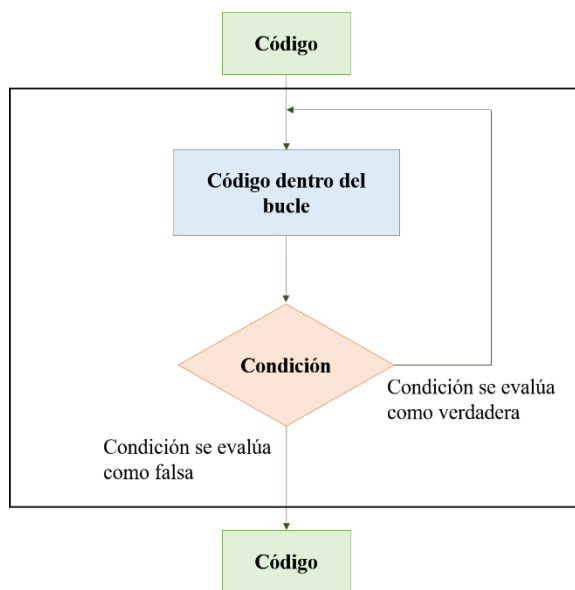 Código
Código dentro del
bucle
Condición
Condición se evalúa
como verdadera
Condición se evalúa
como falsa
Código